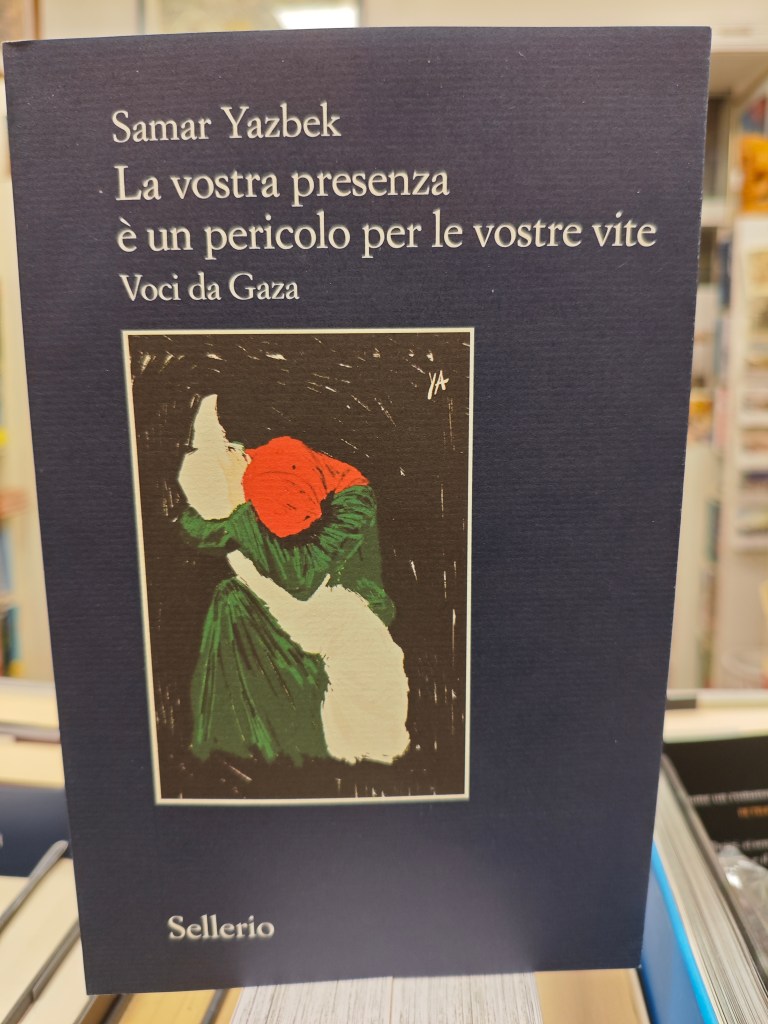 Samar Yazbek
La vostra presenza
è un pericolo per le vostre vite
Voci da Gaza
YA
Sellerio